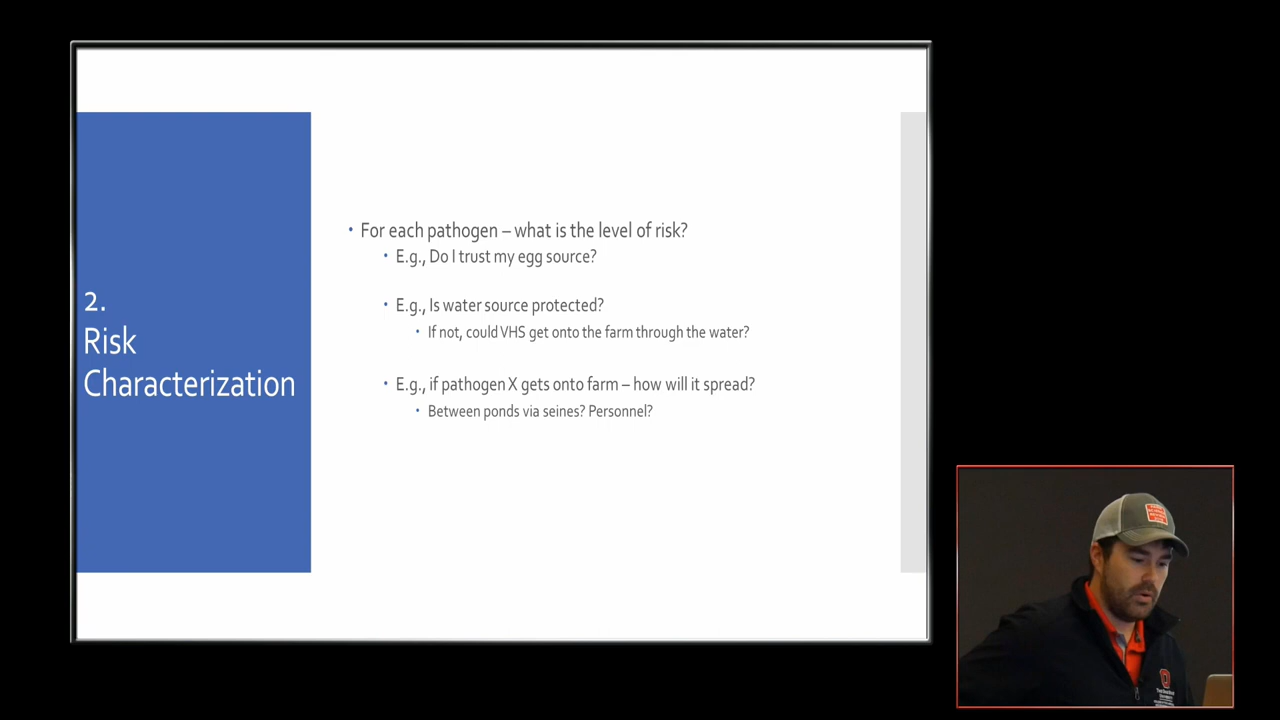 2.
Risk
Characterization
• For each pathogen – what is the level of risk?
• E.g., Do I trust my egg source?
• E.g., Is water source protected?
• If not, could VHS get onto the farm through the water?
• E.g., if pathogen X gets onto farm – how will it spread?
• Between ponds via seines? Personnel?